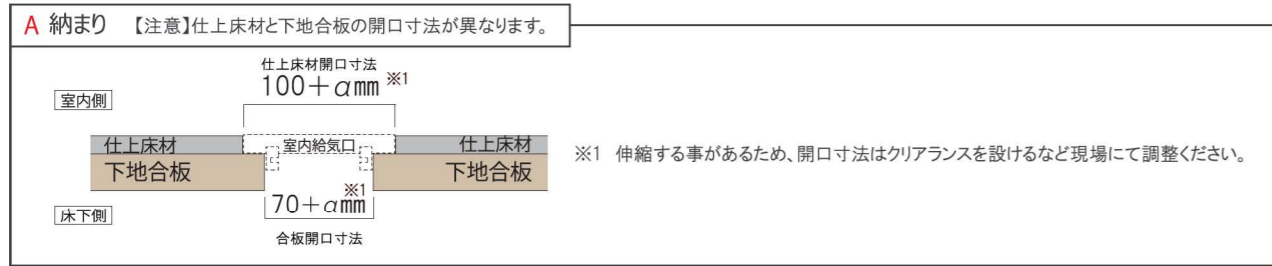 A 納まり 【注意】仕上床材と下地合板の開口寸法が異なります。
仕上床材開口寸法
100+αmm ※1
室内側
仕上床材 室内給気口 仕上床材
下地合板 下地合板
※1 伸縮する事があるため、開口寸法はクリアランスを設けるなど現場にて調整ください。
※1
70+αmm
床下側
合板開口寸法